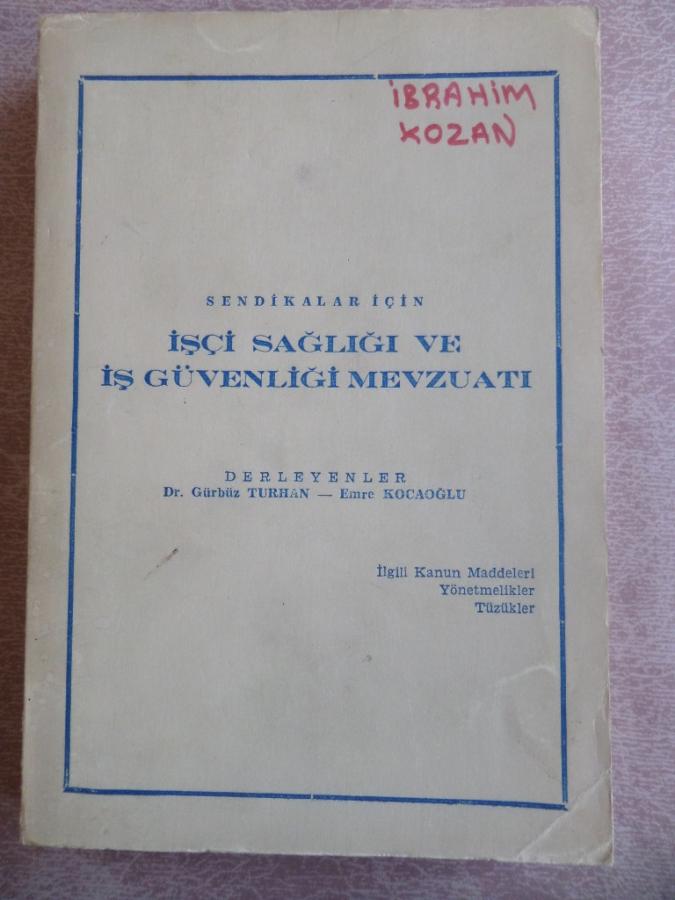 İBRAHİM
KOZAN
SENDİKALAR İÇİN
İŞÇİ SAĞLIĞI VE
İŞ GÜVENLİĞİ MEVZUATI
DERLEYENLER
Dr. Gürbüz TURHAN — Emre KOCAOĞLU
İlgili Kanun Maddeleri
Yönetmelikler
Tüzükler